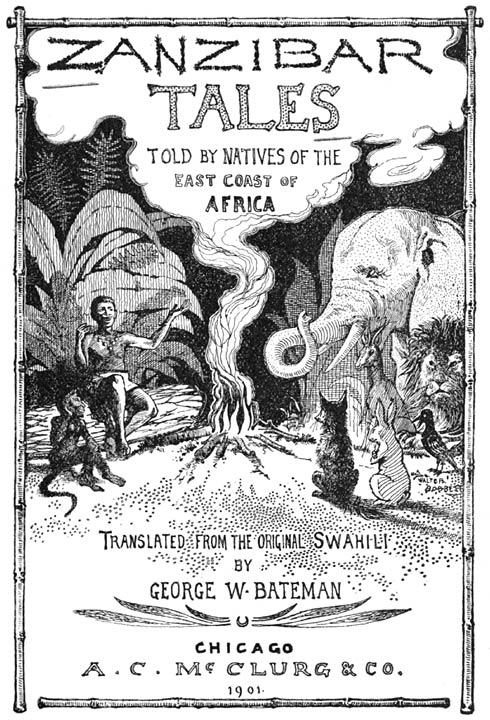 ZANZIBAR
TALES
TOLD BY NATIVES OF THE
EAST COAST OF
AFRICA
WALTER
BOBBETT
TRANSLATED FROM THE ORIGINAL SWAHILI
BY
GEORGE W. BATEMAN
CHICAGO
A. C. McCLURG & CO.
1901.